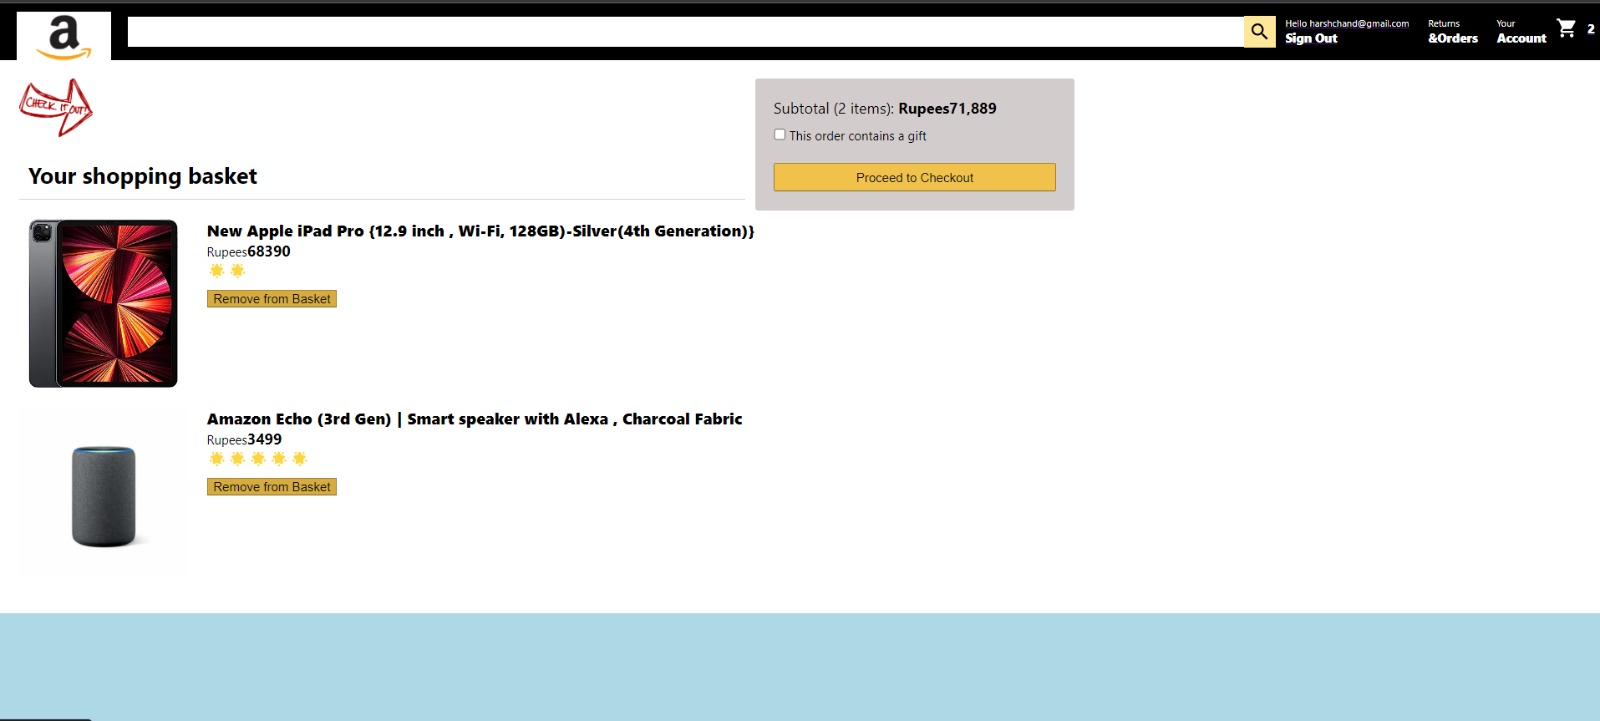 a
Hello harshchand@gmail.com
Sign Out
Returns
&Orders
Your
Account
2
CHECK IT OUT!
Subtotal (2 items): Rupees71,889
This order contains a gift
Proceed to Checkout
Your shopping basket
New Apple iPad Pro {12.9 inch , Wi-Fi, 128GB)-Silver(4th Generation)}
Rupees68390
Remove from Basket
Amazon Echo (3rd Gen) | Smart speaker with Alexa , Charcoal Fabric
Rupees3499
Remove from Basket